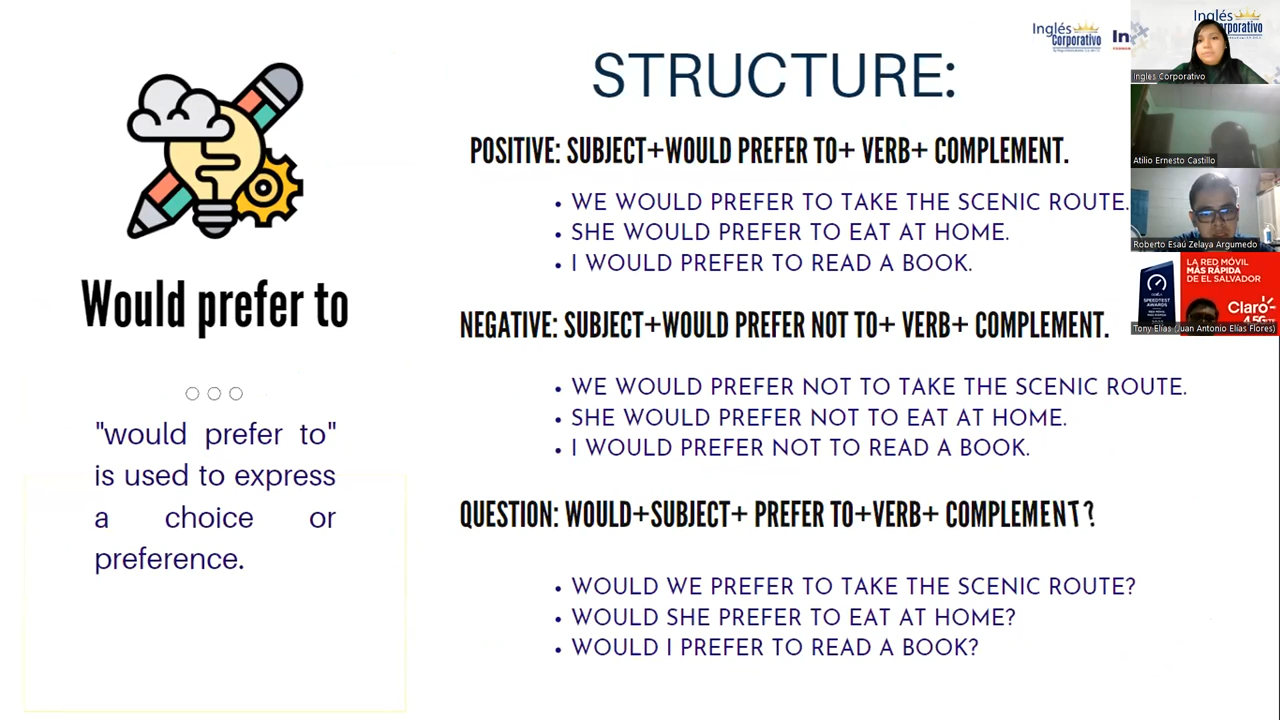 Would prefer to
"would prefer to"
is used to express
a choice or
preference.
STRUCTURE:
POSITIVE: SUBJECT+WOULD PREFER TO+ VERB+ COMPLEMENT.
• WE WOULD PREFER TO TAKE THE SCENIC ROUTE.
• SHE WOULD PREFER TO EAT AT HOME.
• I WOULD PREFER TO READ A BOOK.
NEGATIVE: SUBJECT+WOULD PREFER NOT TO+ VERB+ COMPLEMENT.
• WE WOULD PREFER NOT TO TAKE THE SCENIC ROUTE.
• SHE WOULD PREFER NOT TO EAT AT HOME.
• I WOULD PREFER NOT TO READ A BOOK.
QUESTION: WOULD+SUBJECT+ PREFER TO+VERB+ COMPLEMENT?
• WOULD WE PREFER TO TAKE THE SCENIC ROUTE?
• WOULD SHE PREFER TO EAT AT HOME?
• WOULD I PREFER TO READ A BOOK?
Inglés
Corporativo
In
Inglés
Corporativo
Ingles Corporativo
Atilio Ernesto Castillo
Roberto Esaú Zelaya Argumedo
SPEEDTEST
AWARDS
LA RED MÓVIL
MÁS RÁPIDA
DE EL SALVADOR
Claro
4.5G
Tony Elías (Juan Antonio Elías Flores)